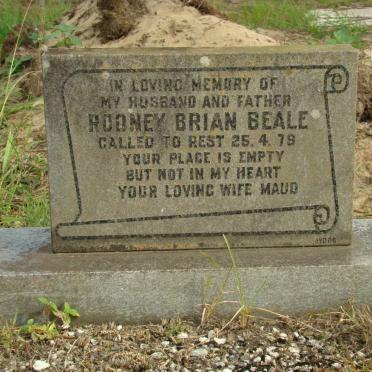 IN LOVING MEMORY OF
MY HUSBAND AND FATHER
RODNEY BRIAN BEALE
CALLED TO REST 25. 4. 79
YOUR PLACE IS EMPTY
BUT NOT IN MY HEART
YOUR LOVING WIFE MAUD